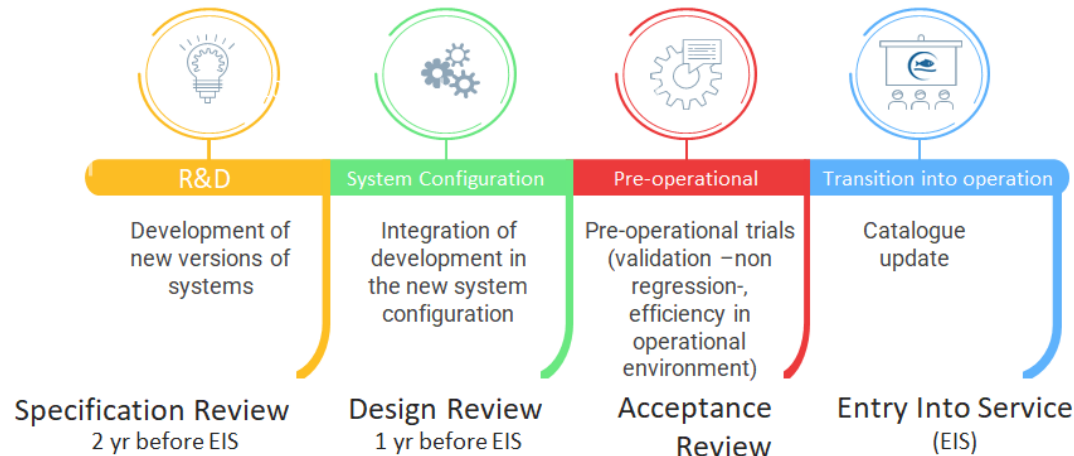 R&D
Development of
new versions of
systems
Specification Review
2 yr before EIS
System Configuration
Integration of
development in
the new system
configuration
Design Review
1 yr before EIS
Pre-operational
Pre-operational trials
(validation –non
regression-,
efficiency in
operational
environment)
Acceptance
Review
Transition into operation
Catalogue
update
Entry Into Service
(EIS)